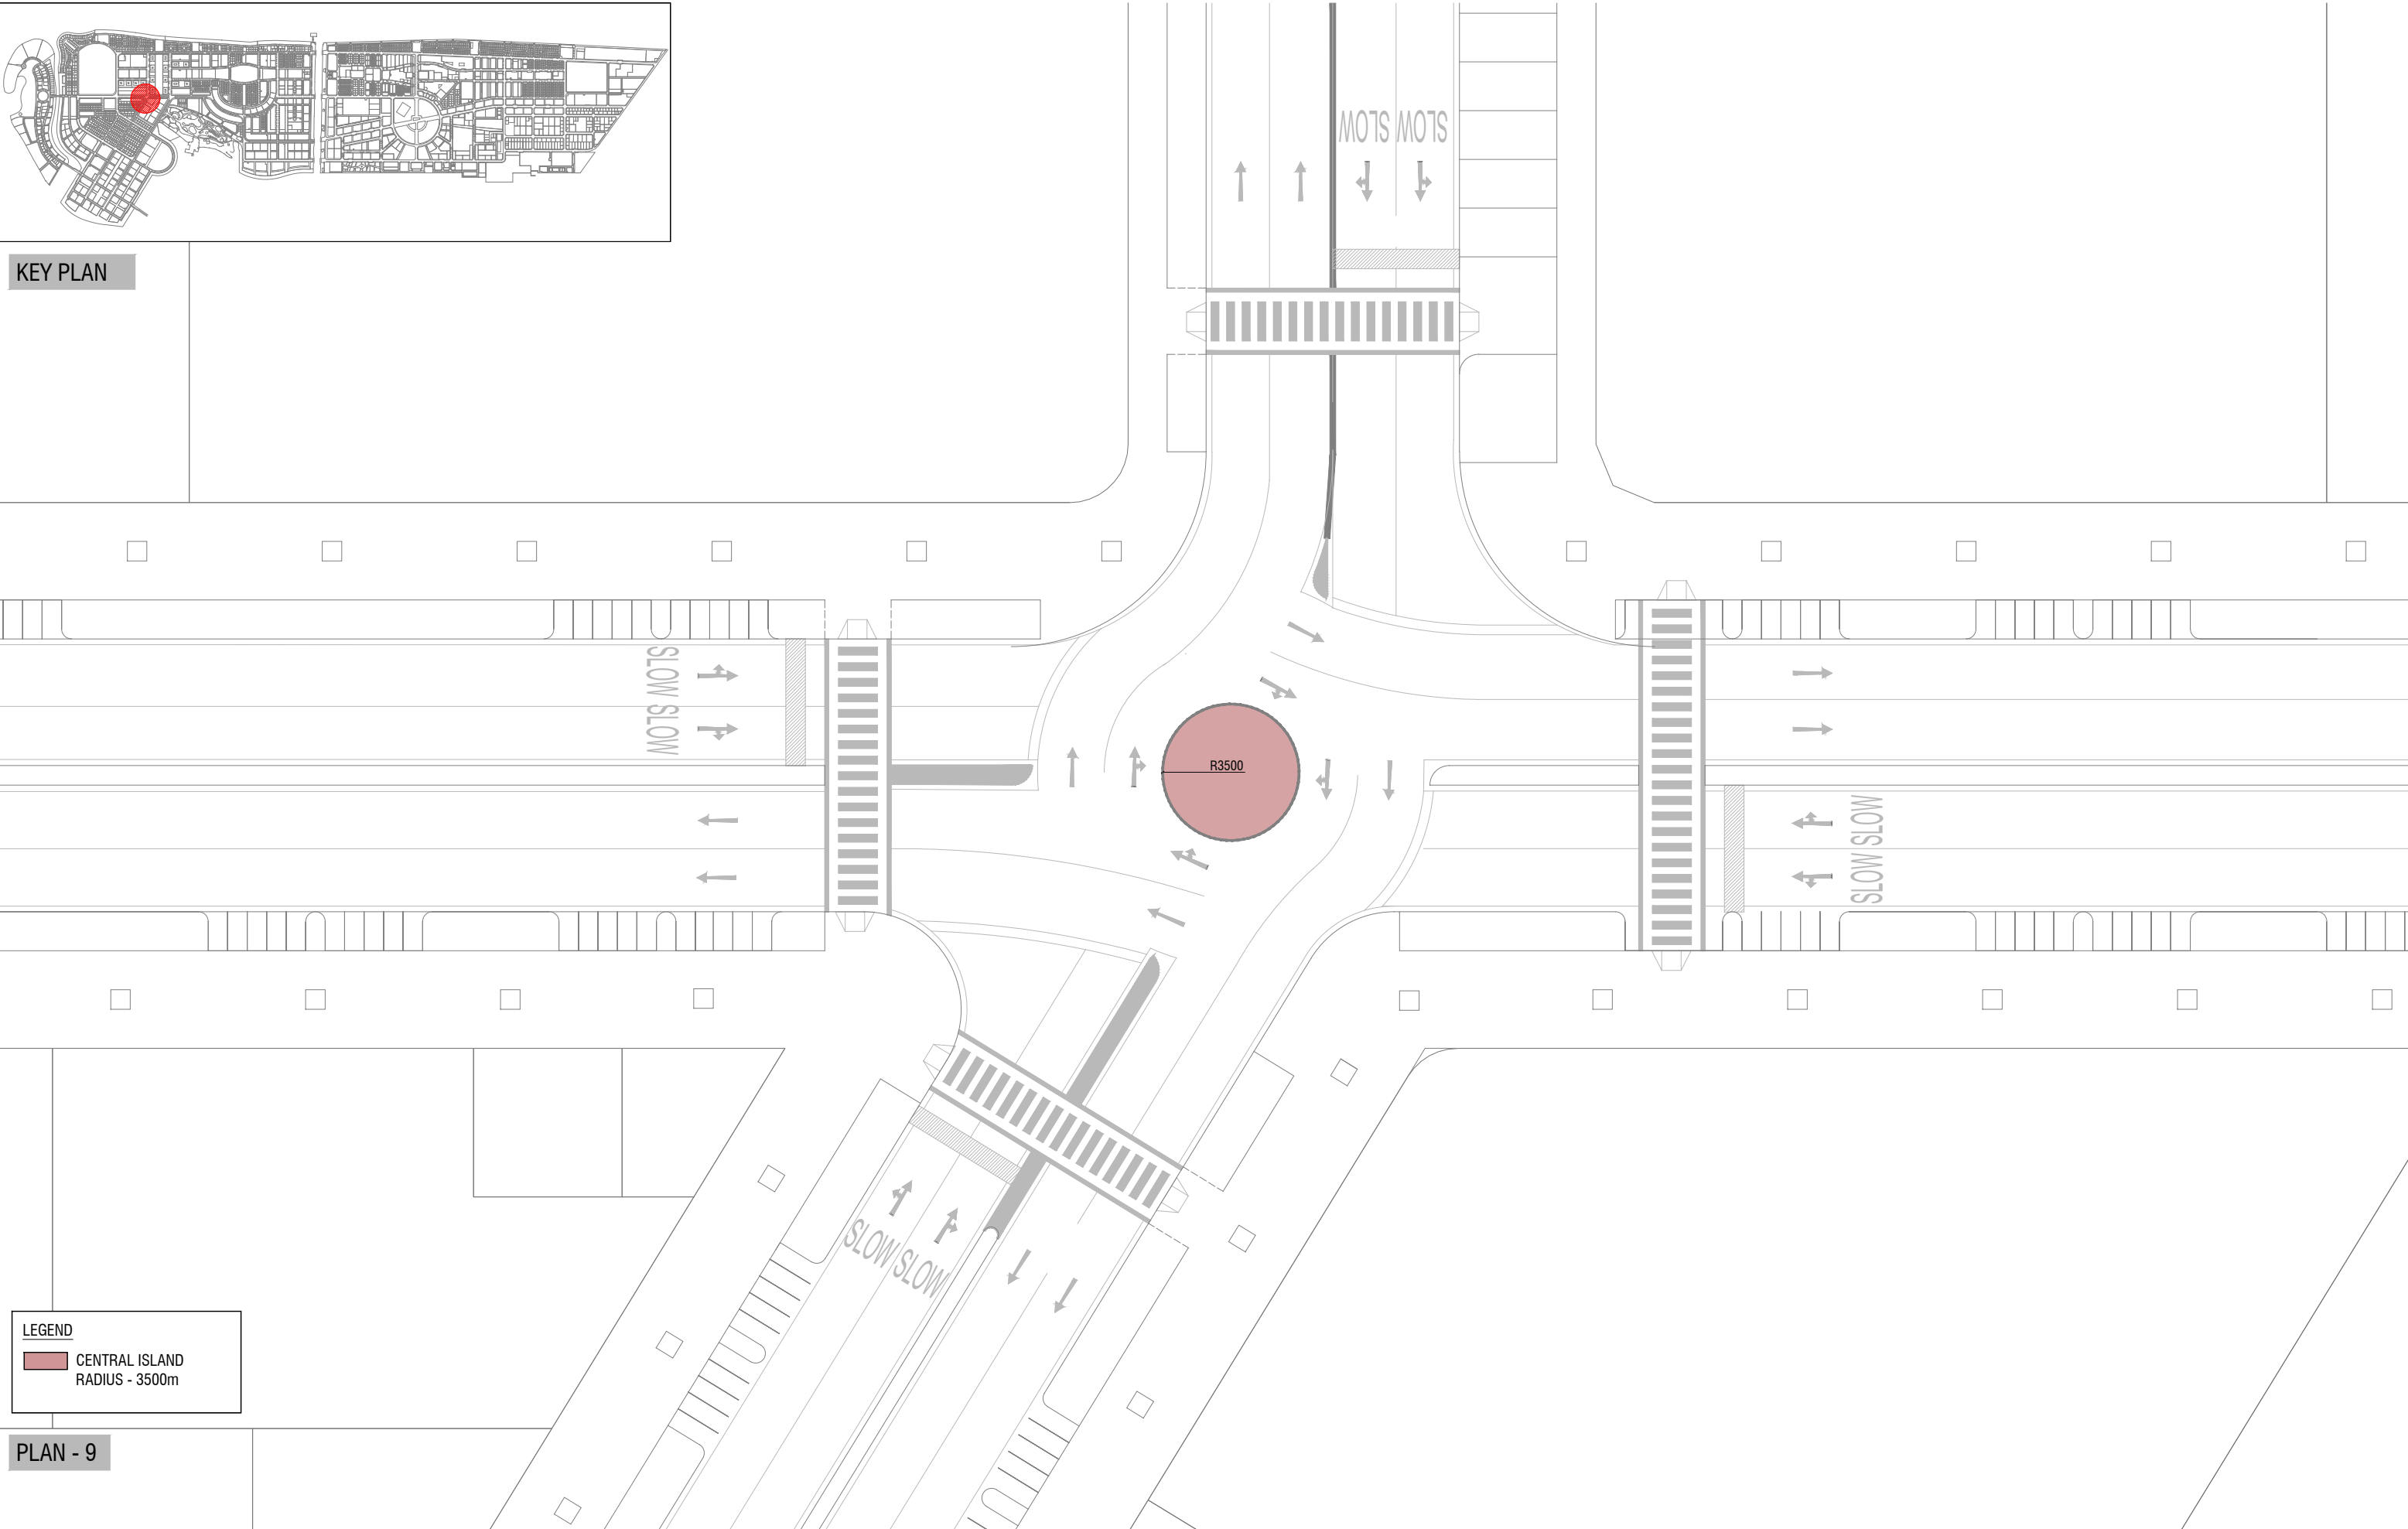 KEY PLAN
SLOW SLOW
SLOW SLOW
R3500
SLOW SLOW
SLOW SLOW
LEGEND
CENTRAL ISLAND
RADIUS - 3500m
PLAN - 9